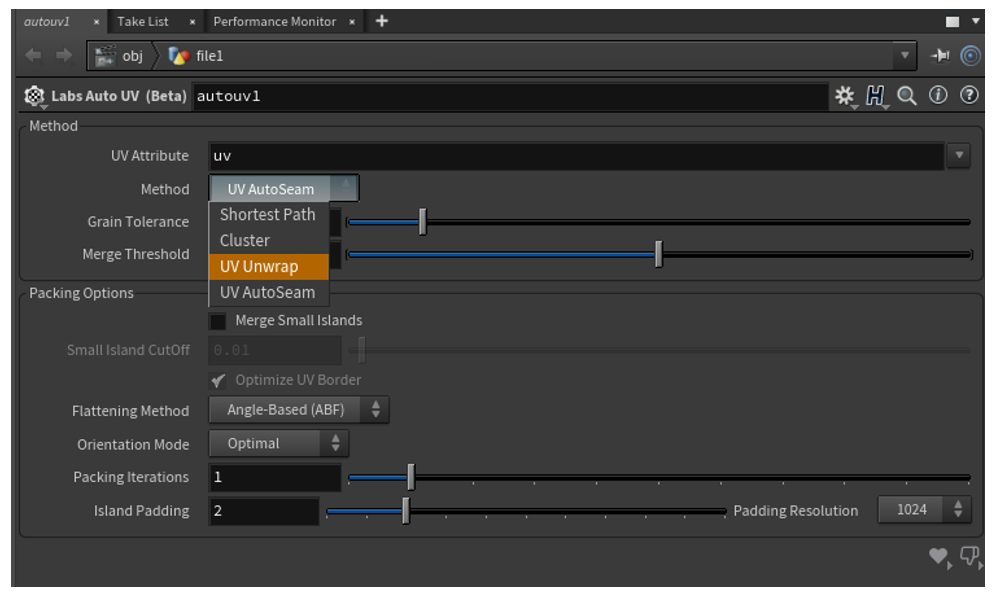 autouv1 × Take List × Performance Monitor × +
obj file1
Labs Auto UV (Beta) autouv1
Method
UV Attribute uv
Method UV AutoSeam
Shortest Path
Grain Tolerance
Cluster
Merge Threshold
UV Unwrap
UV AutoSeam
Packing Options
Merge Small Islands
Small Island CutOff 0.01
Optimize UV Border
Flattening Method Angle-Based (ABF)
Orientation Mode Optimal
Packing Iterations 1
Island Padding 2 Padding Resolution 1024